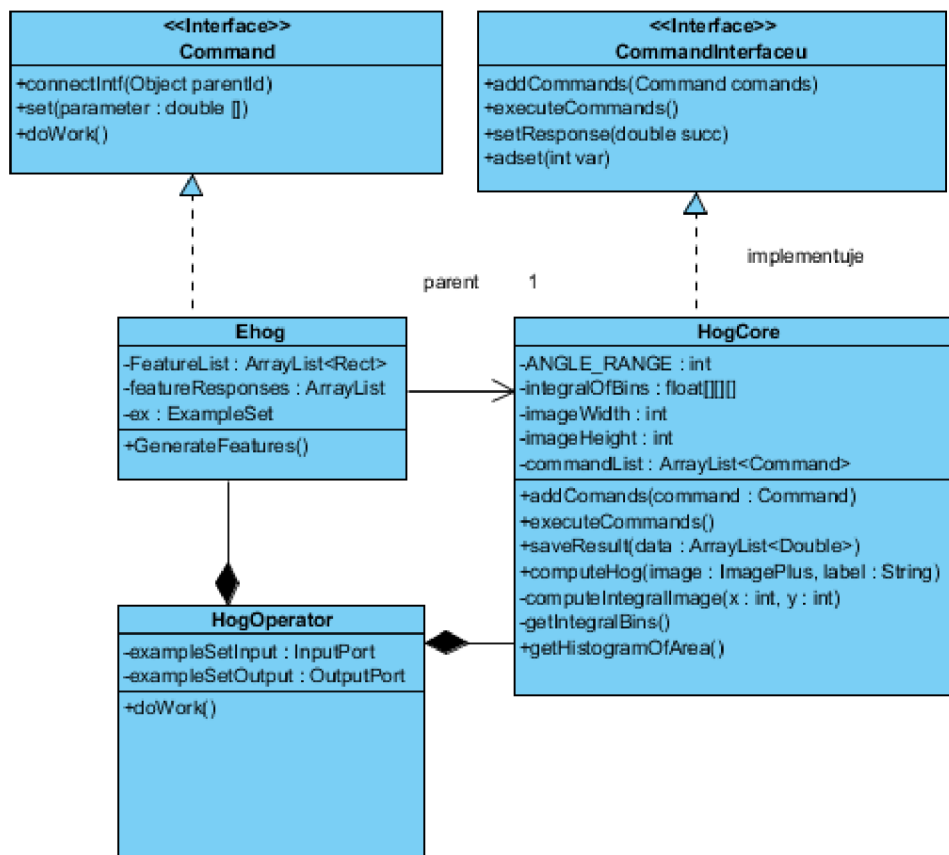 <<Interface>>
Command
+connectIntf(Object parentId)
+set(parameter : double [])
+doWork()
<<Interface>>
CommandInterfaceu
+addCommands(Command comands)
+executeCommands()
+setResponse(double succ)
+adset(int var)
implementuje
parent 1
Ehog
-FeatureList : ArrayList<Rect>
-featureResponses : ArrayList
-ex : ExampleSet
+GenerateFeatures()
HogCore
-ANGLE_RANGE : int
-integralOfBins : float[][][]
-imageWidth : int
-imageHeight : int
-commandList : ArrayList<Command>
+addComands(command : Command)
+executeCommands()
+saveResult(data : ArrayList<Double>)
+computeHog(image : ImagePlus, label : String)
-computeIntegralImage(x : int, y : int)
-getIntegralBins()
+getHistogramOfArea()
HogOperator
-exampleSetInput : InputPort
-exampleSetOutput : OutputPort
+doWork()